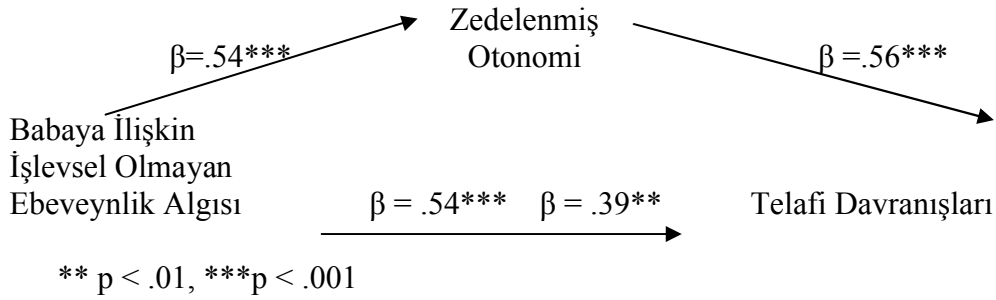 Zedelenmiş
Otonomi
β=.54***
β =.56***
Babaya İlişkin
İşlevsel Olmayan
Ebeveynlik Algısı
β = .54*** β = .39**
Telafi Davranışları
** p < .01, ***p < .001